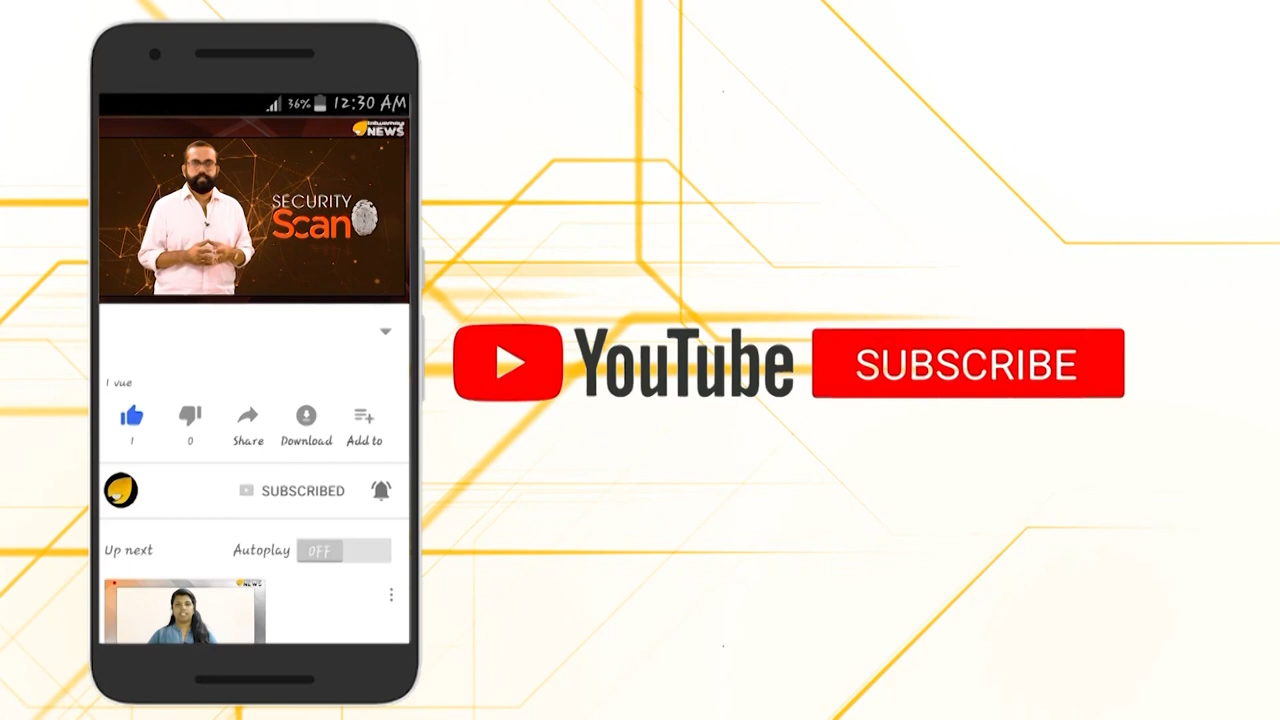 36% 12:30 AM
NEWS
SECURITY
Scan
1 vue
1
0
Share
Download
Add to
SUBSCRIBED
Up next
Autoplay
OFF
NEWS
YouTube
SUBSCRIBE